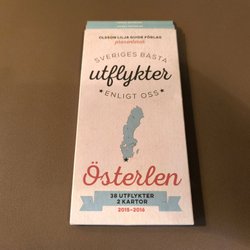 OLSSON LILJA GUIDE FÖRLAG
presenterar
SVERIGES BÄSTA
utflykter
ENLIGT OSS
Österlen
38 UTFLYKTER
2 KARTOR
2015-2016